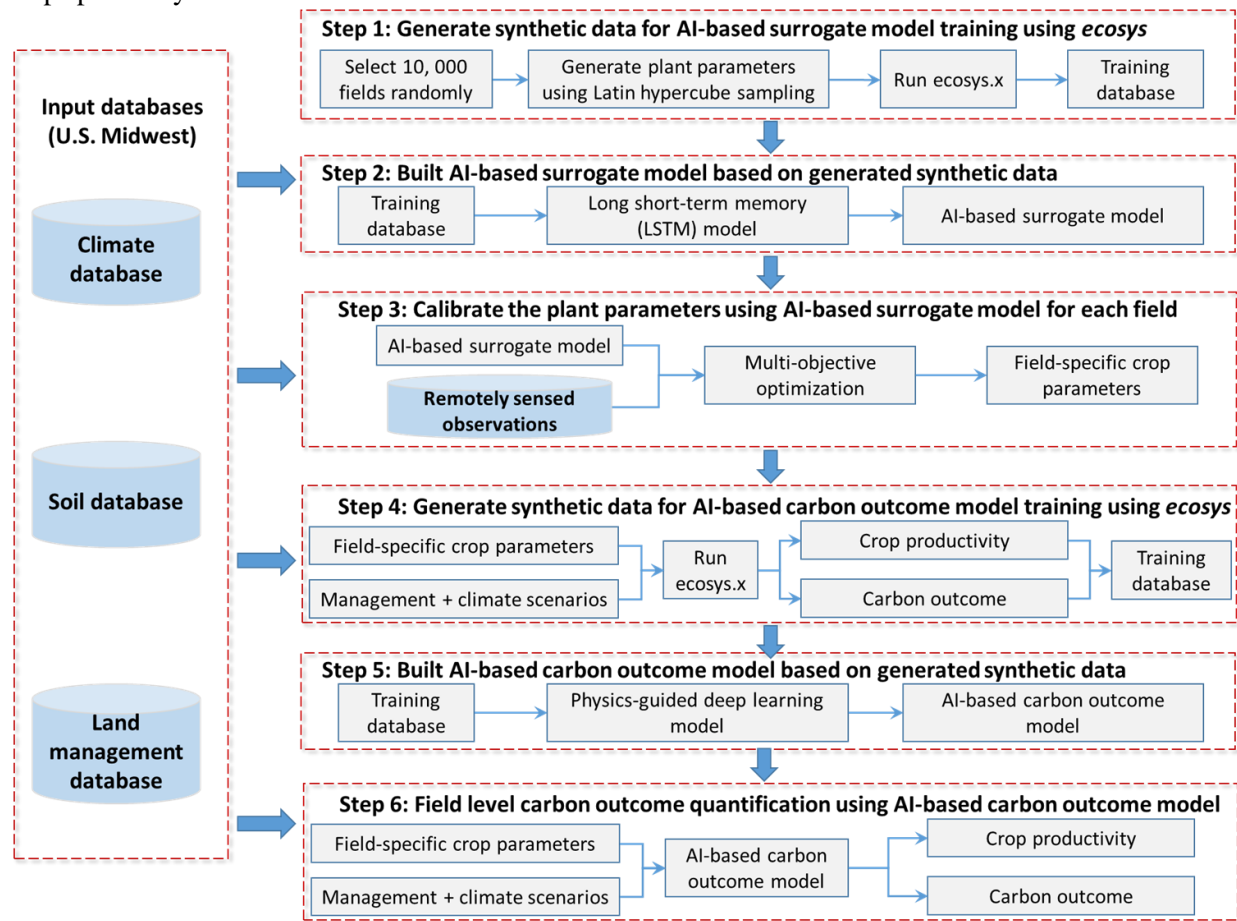 Input databases
(U.S. Midwest)
Climate
database
Soil database
Land
management
database
Step 1: Generate synthetic data for AI-based surrogate model training using ecosys
Select 10, 000
fields randomly
Generate plant parameters
using Latin hypercube sampling
Run ecosys.x
Training
database
Step 2: Built AI-based surrogate model based on generated synthetic data
Training
database
Long short-term memory
(LSTM) model
AI-based surrogate model
Step 3: Calibrate the plant parameters using AI-based surrogate model for each field
AI-based surrogate model
Remotely sensed
observations
Multi-objective
optimization
Field-specific crop
parameters
Step 4: Generate synthetic data for AI-based carbon outcome model training using ecosys
Field-specific crop parameters
Management + climate scenarios
Run
ecosys.x
Crop productivity
Carbon outcome
Training
database
Step 5: Built AI-based carbon outcome model based on generated synthetic data
Training
database
Physics-guided deep learning
model
AI-based carbon outcome
model
Step 6: Field level carbon outcome quantification using AI-based carbon outcome model
Field-specific crop parameters
Management + climate scenarios
AI-based carbon
outcome model
Crop productivity
Carbon outcome